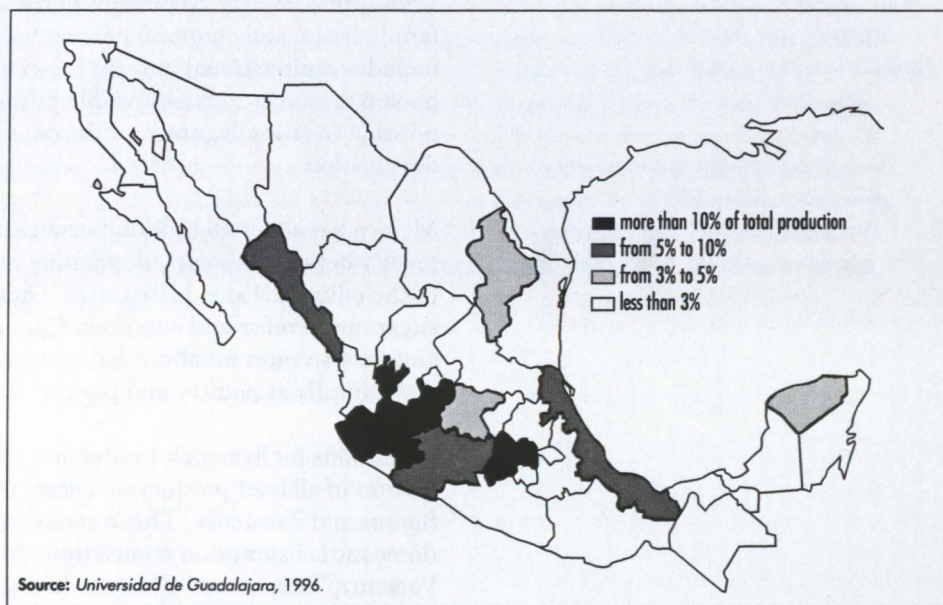 more than 10% of total production
from 5% to 10%
from 3% to 5%
less than 3%
Source: Universidad de Guadalajara, 1996.